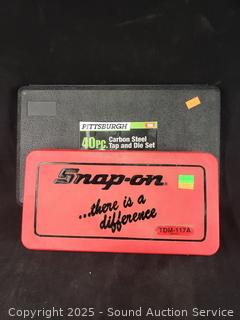 PITTSBURGH
40PC. Carbon Steel
Tap and Die Set
Snap-on
...there is a
difference
TDM-117A
Copyright 2025 - Sound Auction Service